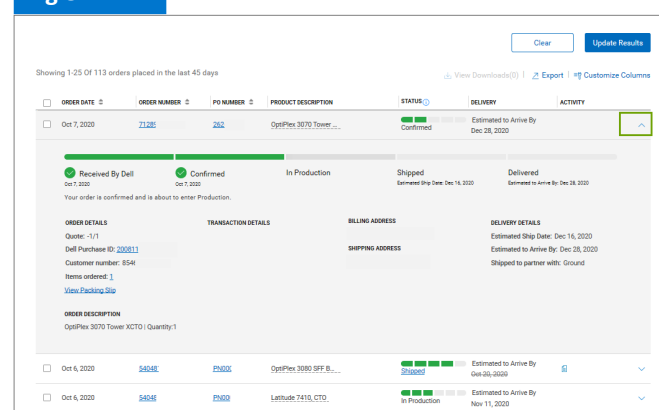 Clear
Update Results
Showing 1-25 Of 113 orders placed in the last 45 days
View Downloads(0) | Export | Customize Columns
ORDER DATE ORDER NUMBER PO NUMBER PRODUCT DESCRIPTION STATUS DELIVERY ACTIVITY
Oct 7, 2020 7128 262 OptiPlex 3070 Tower ... Confirmed Estimated to Arrive By
Dec 28, 2020
Received By Dell Confirmed In Production Shipped Delivered
Oct 7, 2020 Oct 7, 2020 Estimated Ship Date: Dec 16, 2020 Estimated to Arrive By: Dec 28, 2020
Your order is confirmed and is about to enter Production.
ORDER DETAILS
Quote: -1/1
Dell Purchase ID: 200811
Customer number: 854
Items ordered: 1
View Packing Slip
TRANSACTION DETAILS
BILLING ADDRESS
SHIPPING ADDRESS
DELIVERY DETAILS
Estimated Ship Date: Dec 16, 2020
Estimated to Arrive By: Dec 28, 2020
Shipped to partner with: Ground
ORDER DESCRIPTION
OptiPlex 3070 Tower XCTO | Quantity:1
Oct 6, 2020 54048 PN00 OptiPlex 3080 SFF B... Shipped Estimated to Arrive By
Oct 20, 2020
Oct 6, 2020 54048 PN00 Latitude 7410, CTO In Production Estimated to Arrive By
Nov 11, 2020